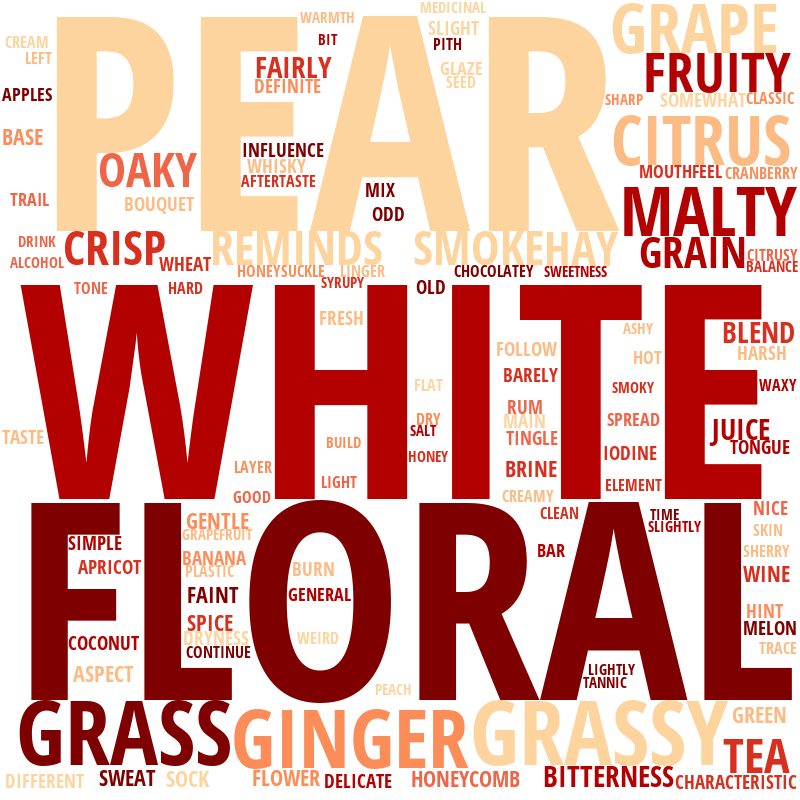 MEDICINAL
WARMTH
PEAR
GRAPE
SLIGHT
CREAM
BIT
PITH
LEFT
FAIRLY
FRUITY
GLAZE
DEFINITE
SEED
APPLES
SHARP
SOMEWHAT
CLASSIC
BASE
CITRUS
INFLUENCE
OAKY
WHISKY
MOUTHFEEL
CRANBERRY
AFTERTASTE
MIX
TRAIL
BOUQUET
ODD
MALTY
DRINK
CRISP
REMINDS
SMOKE
HAY
GRAIN
CITRUSY
ALCOHOL
WHEAT
HONEYSUCKLE
LINGER
CHOCOLATEY
SWEETNESS
BALANCE
SYRUPY
TONE
HARD
OLD
WHITE
FRESH
ASHY
BLEND
FOLLOW
HOT
HARSH
BARELY
FLAT
SMOKY
WAXY
RUM
DRY
MAIN
SPREAD
SALT
JUICE
TASTE
BUILD
TINGLE
TONGUE
HONEY
IODINE
LAYER
BRINE
LIGHT
ELEMENT
GOOD
CREAMY
FLORAL
CLEAN
TIME
NICE
GENTLE
SLIGHTLY
SKIN
GRAPEFRUIT
SIMPLE
BAR
SHERRY
BANANA
APRICOT
PLASTIC
BURN
WINE
FAINT
GENERAL
HINT
SPICE
MELON
DRYNESS
WEIRD
COCONUT
CONTINUE
TRACE
ASPECT
LIGHTLY
TANNIC
PEACH
GRASS
GINGER
GRASSY
GREEN
TEA
DIFFERENT
SWEAT
SOCK
FLOWER
DELICATE
HONEYCOMB
BITTERNESS
CHARACTERISTIC